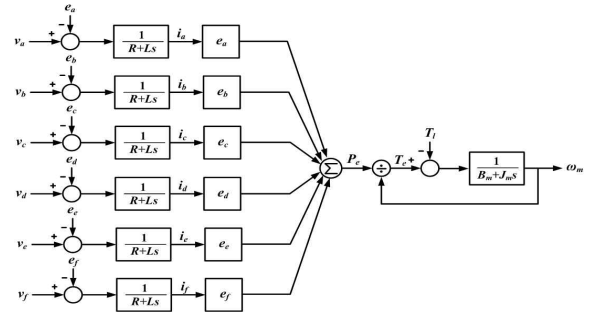 e_a
v_a + − 1/(R+Ls) i_a e_a
e_b
v_b + − 1/(R+Ls) i_b e_b
e_c
v_c + − 1/(R+Ls) i_c e_c
e_d
v_d + − 1/(R+Ls) i_d e_d
e_e
v_e + − 1/(R+Ls) i_e e_e
e_f
v_f + − 1/(R+Ls) i_f e_f
Σ P_e ÷ T_e + − T_l 1/(B_m+J_m s) ω_m